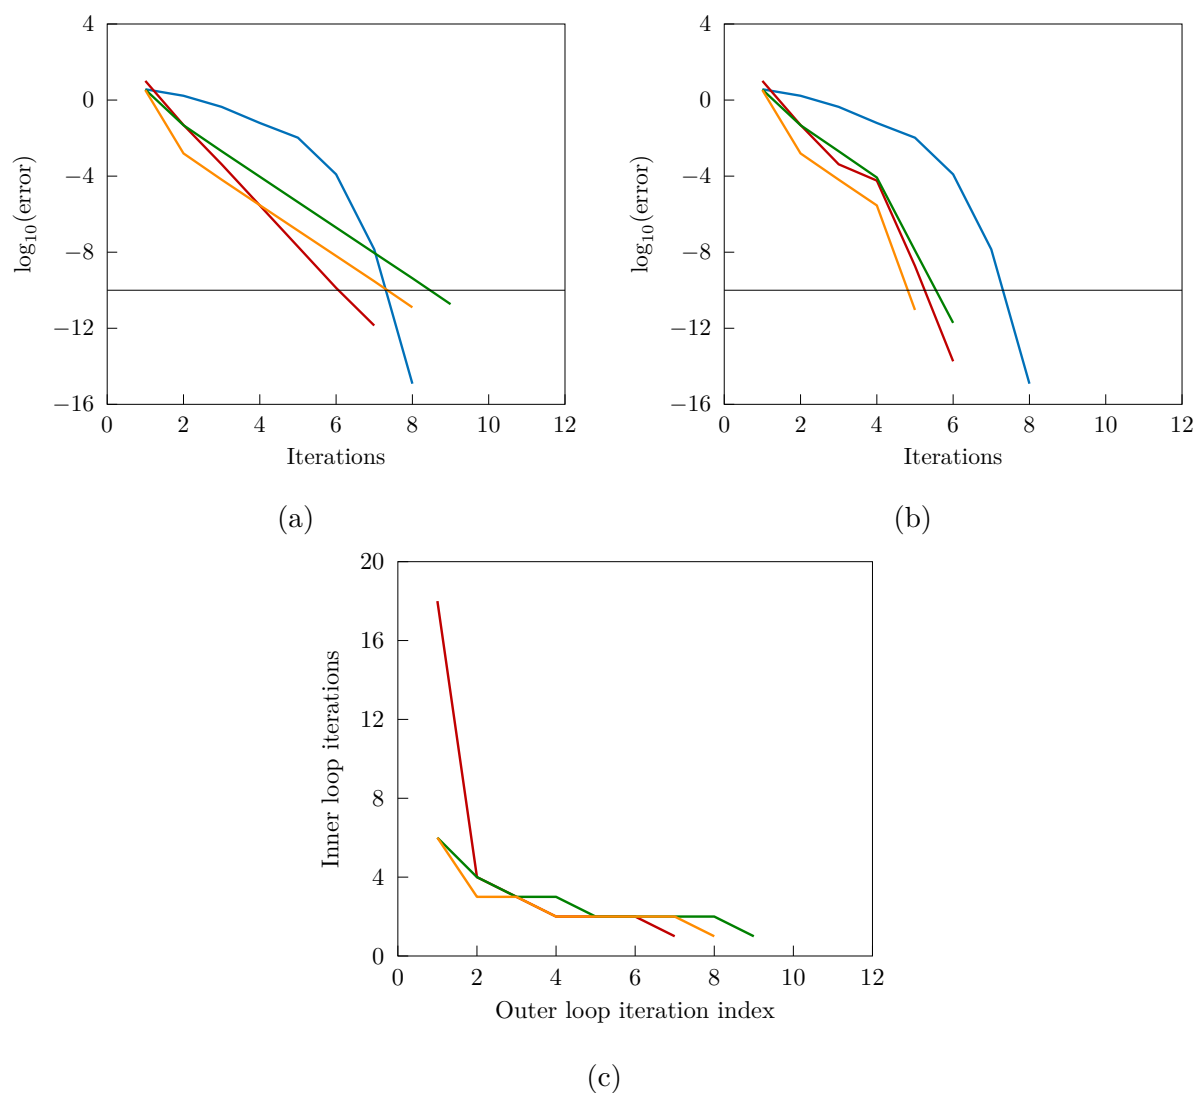 4
0
−4
−8
−12
−16
log10(error)
0 2 4 6 8 10 12
Iterations
(a)
4
0
−4
−8
−12
−16
log10(error)
0 2 4 6 8 10 12
Iterations
(b)
20
16
12
8
4
0
Inner loop iterations
0 2 4 6 8 10 12
Outer loop iteration index
(c)